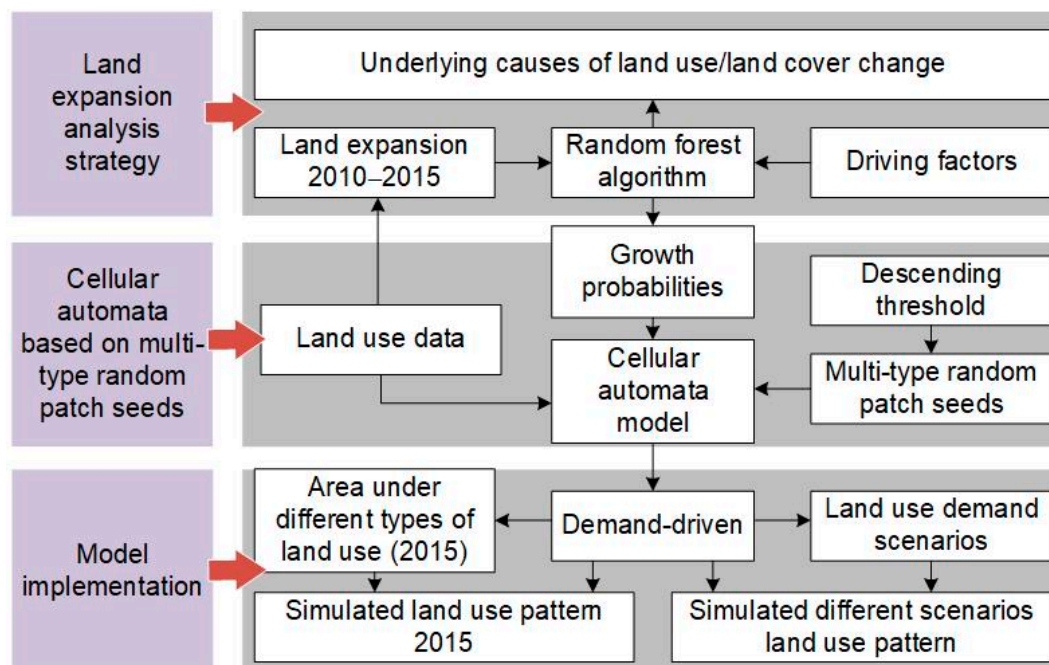 Land
expansion
analysis
strategy
Underlying causes of land use/land cover change
Land expansion
2010–2015
Random forest
algorithm
Driving factors
Cellular
automata
based on multi-
type random
patch seeds
Growth
probabilities
Descending
threshold
Land use data
Cellular
automata
model
Multi-type random
patch seeds
Model
implementation
Area under
different types of
land use (2015)
Demand-driven
Land use demand
scenarios
Simulated land use pattern
2015
Simulated different scenarios
land use pattern